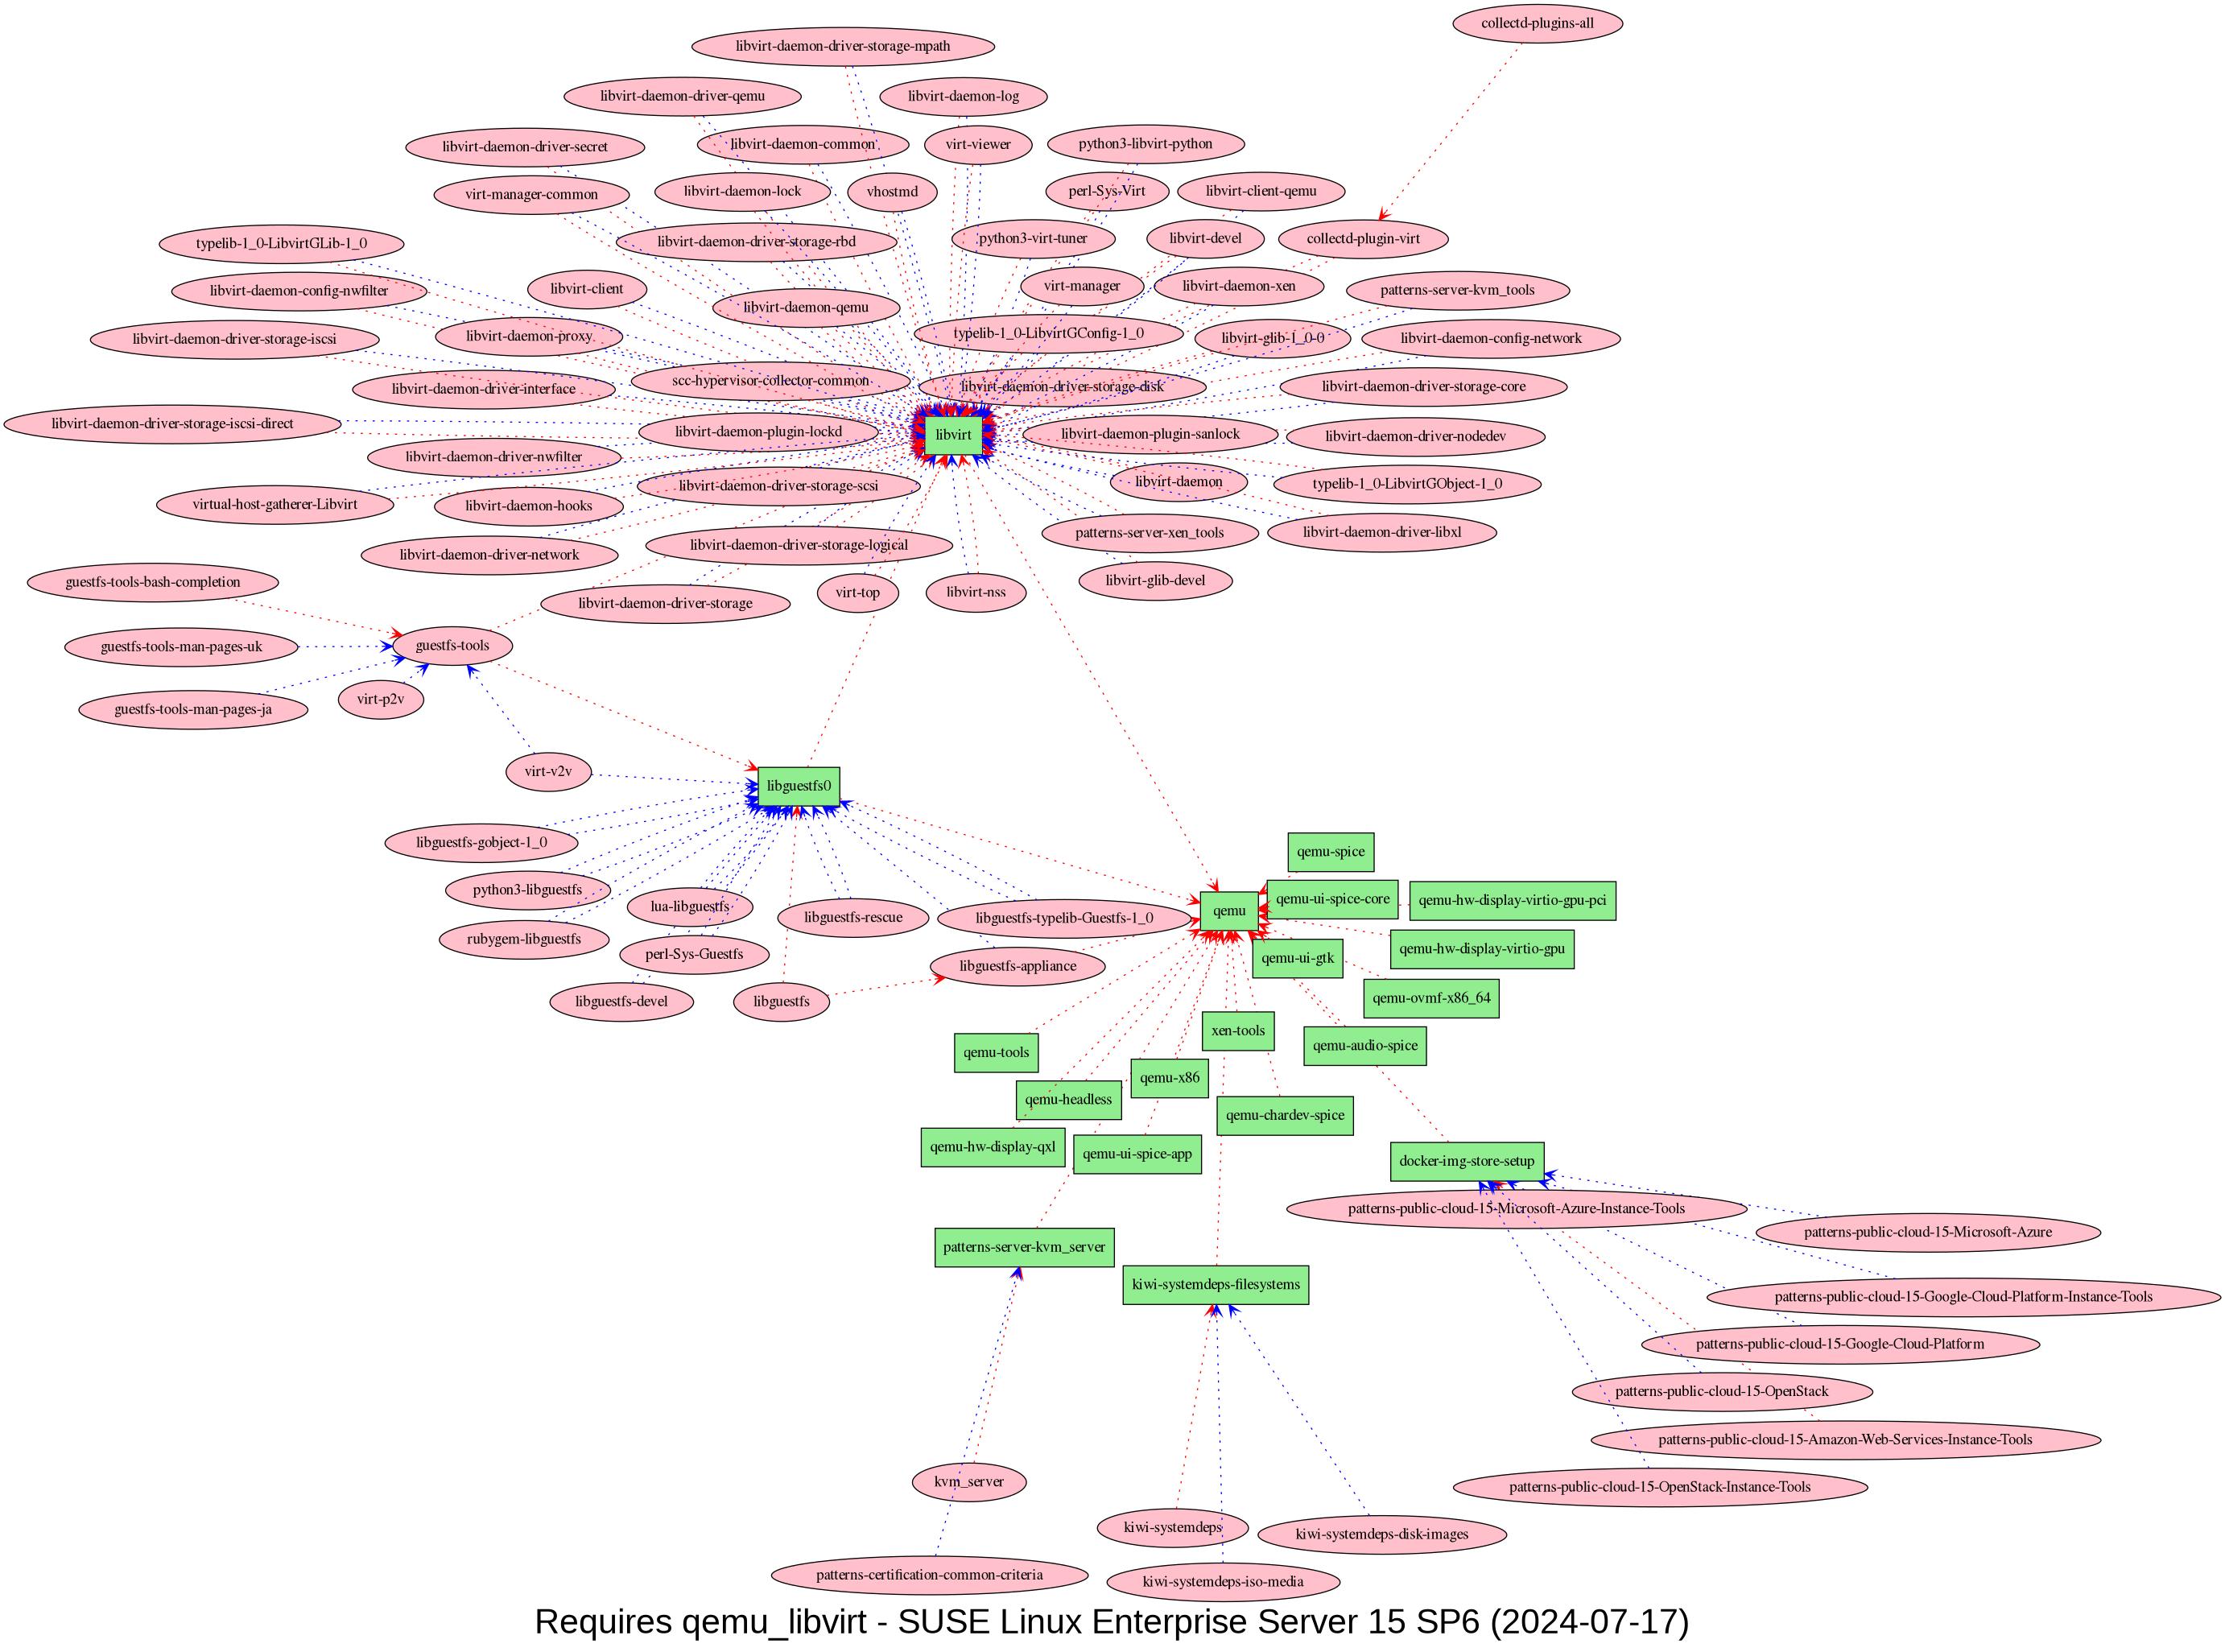 collectd-plugins-all
libvirt-daemon-driver-storage-mpath
libvirt-daemon-driver-qemu
libvirt-daemon-log
libvirt-daemon-driver-secret
libvirt-daemon-common
virt-viewer
python3-libvirt-python
virt-manager-common
libvirt-daemon-lock
vhostmd
perl-Sys-Virt
libvirt-client-qemu
typelib-1_0-LibvirtGLib-1_0
libvirt-daemon-driver-storage-rbd
python3-virt-tuner
libvirt-devel
collectd-plugin-virt
libvirt-daemon-config-nwfilter
libvirt-client
libvirt-daemon-qemu
virt-manager
libvirt-daemon-xen
patterns-server-kvm_tools
libvirt-daemon-driver-storage-iscsi
libvirt-daemon-proxy
typelib-1_0-LibvirtGConfig-1_0
libvirt-glib-1_0-0
libvirt-daemon-config-network
libvirt-daemon-driver-interface
scc-hypervisor-collector-common
libvirt-daemon-driver-storage-disk
libvirt-daemon-driver-storage-core
libvirt-daemon-driver-storage-iscsi-direct
libvirt-daemon-plugin-lockd
libvirt
libvirt-daemon-plugin-sanlock
libvirt-daemon-driver-nodedev
libvirt-daemon-driver-nwfilter
libvirt-daemon-driver-storage-scsi
libvirt-daemon
typelib-1_0-LibvirtGObject-1_0
virtual-host-gatherer-Libvirt
libvirt-daemon-hooks
patterns-server-xen_tools
libvirt-daemon-driver-libxl
libvirt-daemon-driver-network
libvirt-daemon-driver-storage-logical
guestfs-tools-bash-completion
libvirt-daemon-driver-storage
virt-top
libvirt-nss
libvirt-glib-devel
guestfs-tools-man-pages-uk
guestfs-tools
guestfs-tools-man-pages-ja
virt-p2v
virt-v2v
libguestfs0
libguestfs-gobject-1_0
qemu-spice
python3-libguestfs
lua-libguestfs
libguestfs-rescue
libguestfs-typelib-Guestfs-1_0
qemu
qemu-ui-spice-core
qemu-hw-display-virtio-gpu-pci
rubygem-libguestfs
perl-Sys-Guestfs
libguestfs-appliance
qemu-ui-gtk
qemu-hw-display-virtio-gpu
libguestfs-devel
libguestfs
qemu-ovmf-x86_64
qemu-tools
xen-tools
qemu-audio-spice
qemu-headless
qemu-x86
qemu-chardev-spice
qemu-hw-display-qxl
qemu-ui-spice-app
docker-img-store-setup
patterns-public-cloud-15-Microsoft-Azure-Instance-Tools
patterns-public-cloud-15-Microsoft-Azure
patterns-server-kvm_server
kiwi-systemdeps-filesystems
patterns-public-cloud-15-Google-Cloud-Platform-Instance-Tools
patterns-public-cloud-15-Google-Cloud-Platform
patterns-public-cloud-15-OpenStack
patterns-public-cloud-15-Amazon-Web-Services-Instance-Tools
kvm_server
patterns-public-cloud-15-OpenStack-Instance-Tools
kiwi-systemdeps
kiwi-systemdeps-disk-images
patterns-certification-common-criteria
kiwi-systemdeps-iso-media
Requires qemu_libvirt - SUSE Linux Enterprise Server 15 SP6 (2024-07-17)